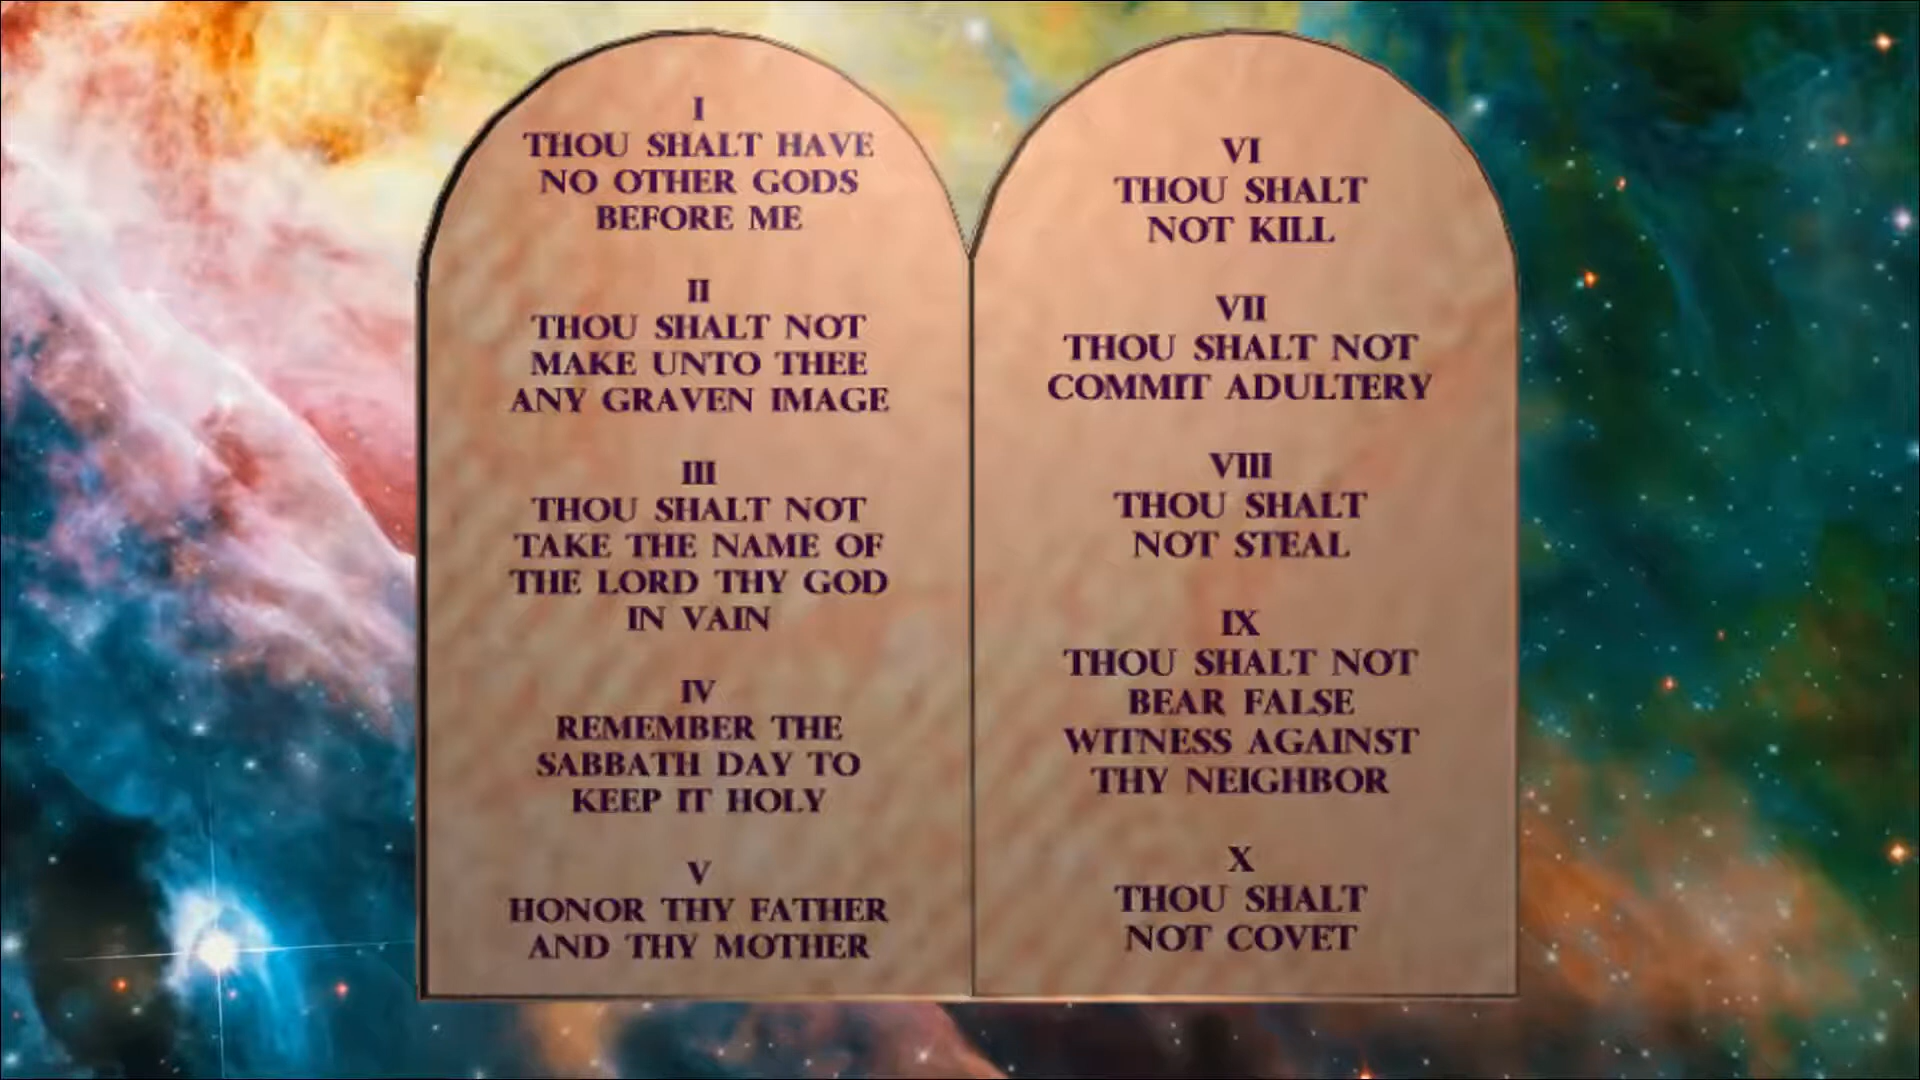 I
THOU SHALT HAVE
NO OTHER GODS
BEFORE ME
II
THOU SHALT NOT
MAKE UNTO THEE
ANY GRAVEN IMAGE
III
THOU SHALT NOT
TAKE THE NAME OF
THE LORD THY GOD
IN VAIN
IV
REMEMBER THE
SABBATH DAY TO
KEEP IT HOLY
V
HONOR THY FATHER
AND THY MOTHER
VI
THOU SHALT
NOT KILL
VII
THOU SHALT NOT
COMMIT ADULTERY
VIII
THOU SHALT
NOT STEAL
IX
THOU SHALT NOT
BEAR FALSE
WITNESS AGAINST
THY NEIGHBOR
X
THOU SHALT
NOT COVET